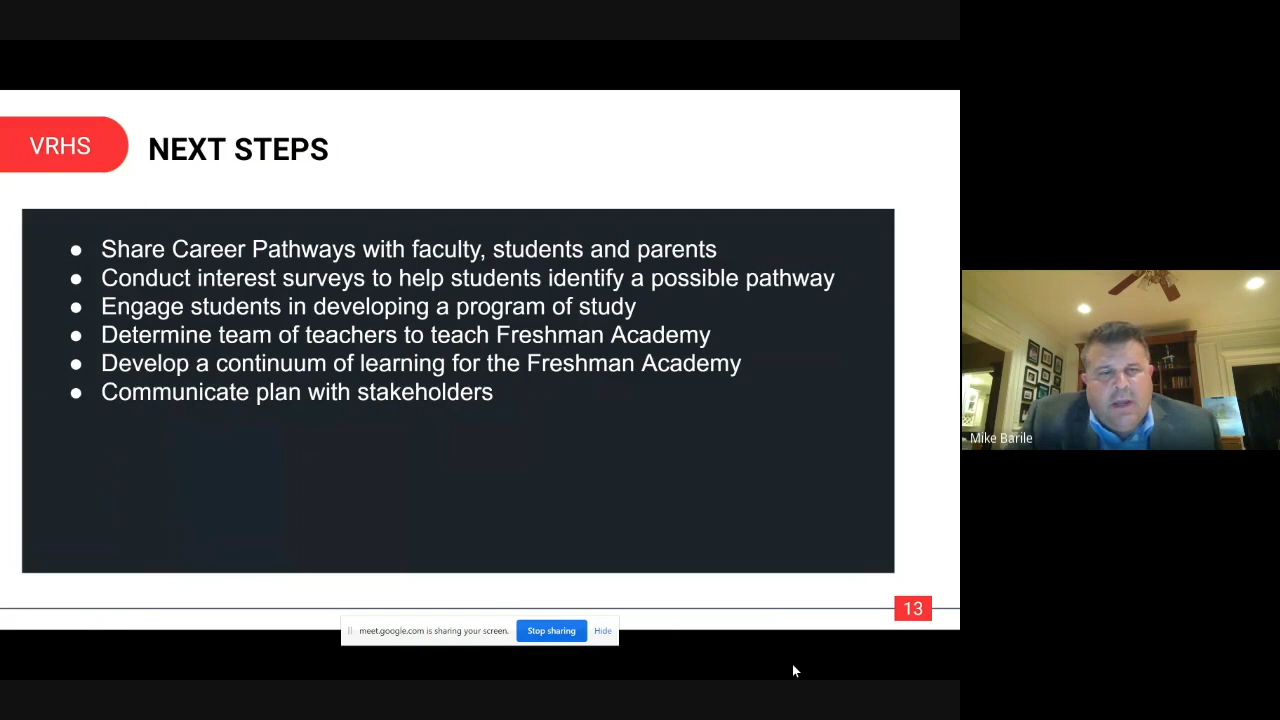 VRHS
NEXT STEPS
● Share Career Pathways with faculty, students and parents
● Conduct interest surveys to help students identify a possible pathway
● Engage students in developing a program of study
● Determine team of teachers to teach Freshman Academy
● Develop a continuum of learning for the Freshman Academy
● Communicate plan with stakeholders
13
meet.google.com is sharing your screen. Stop sharing Hide
Mike Barile